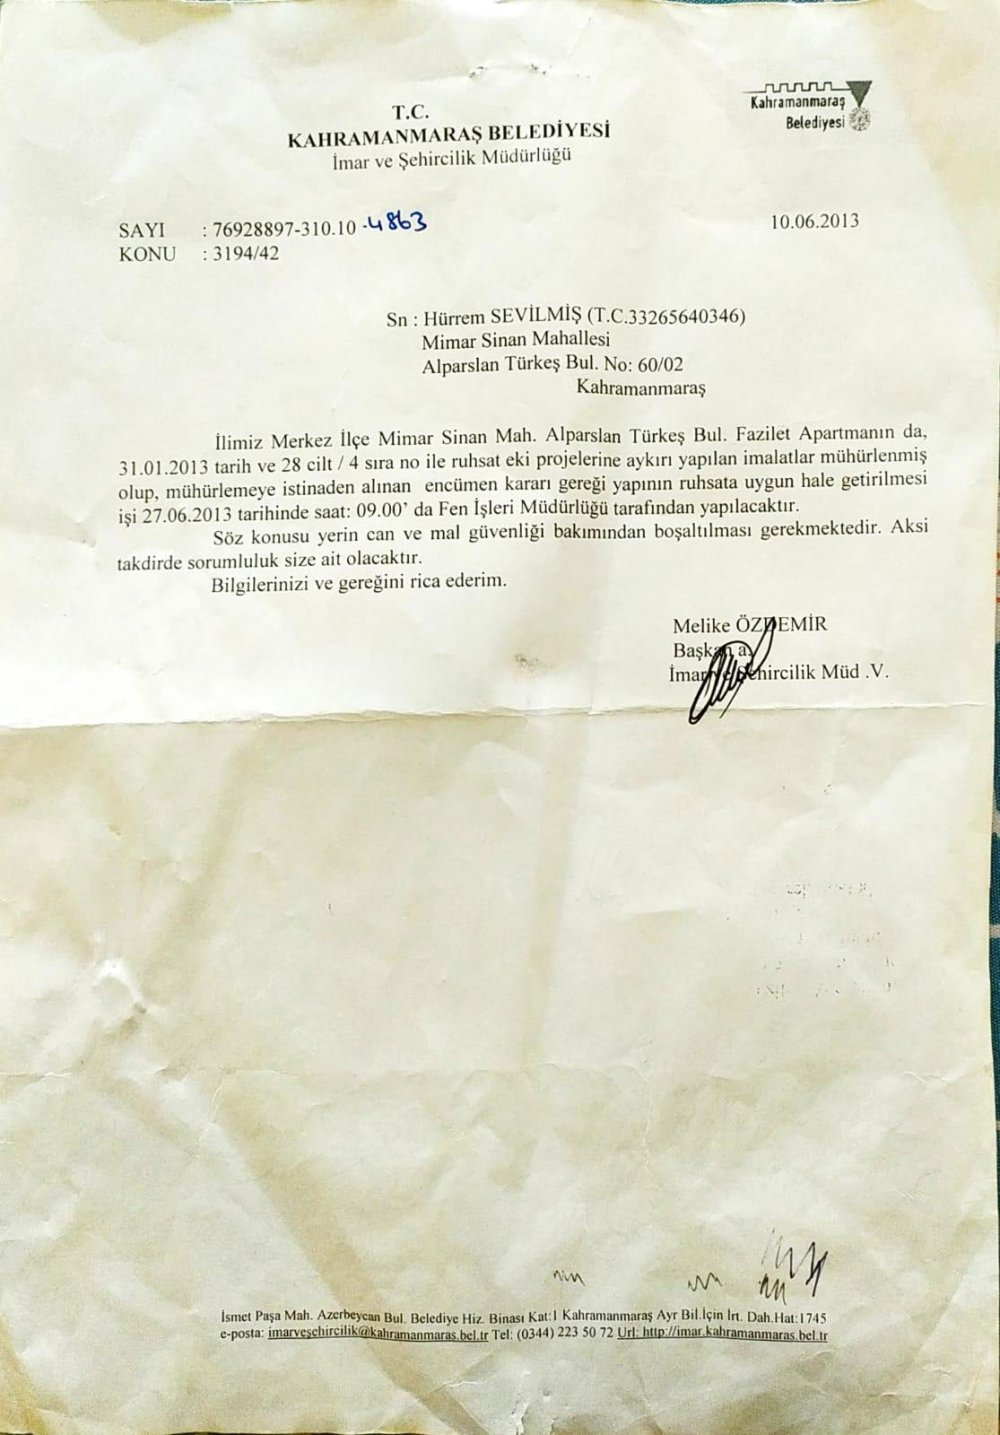 T.C.
KAHRAMANMARAŞ BELEDİYESİ
İmar ve Şehircilik Müdürlüğü
Kahramanmaraş
Belediyesi
SAYI : 76928897-310.10 -4863
10.06.2013
KONU : 3194/42
Sn : Hürrem SEVİLMİŞ (T.C.33265640346)
Mimar Sinan Mahallesi
Alparslan Türkeş Bul. No: 60/02
Kahramanmaraş
İlimiz Merkez İlçe Mimar Sinan Mah. Alparslan Türkeş Bul. Fazilet Apartmanın da,
31.01.2013 tarih ve 28 cilt / 4 sıra no ile ruhsat eki projelerine aykırı yapılan imalatlar mühürlenmiş
olup, mühürlemeye istinaden alınan encümen kararı gereği yapının ruhsata uygun hale getirilmesi
işi 27.06.2013 tarihinde saat: 09.00' da Fen İşleri Müdürlüğü tarafından yapılacaktır.
Söz konusu yerin can ve mal güvenliği bakımından boşaltılması gerekmektedir. Aksi
takdirde sorumluluk size ait olacaktır.
Bilgilerinizi ve gereğini rica ederim.
Melike ÖZDEMİR
Başkan a.
İmar ve Şehircilik Müd .V.
İsmet Paşa Mah. Azerbeycan Bul. Belediye Hiz. Binası Kat:1 Kahramanmaraş Ayr Bil.İçin İrt. Dah.Hat:1745
e-posta: imarveşehircilik@kahramanmaras.bel.tr Tel: (0344) 223 50 72 Url: http://imar.kahramanmaras.bel.tr